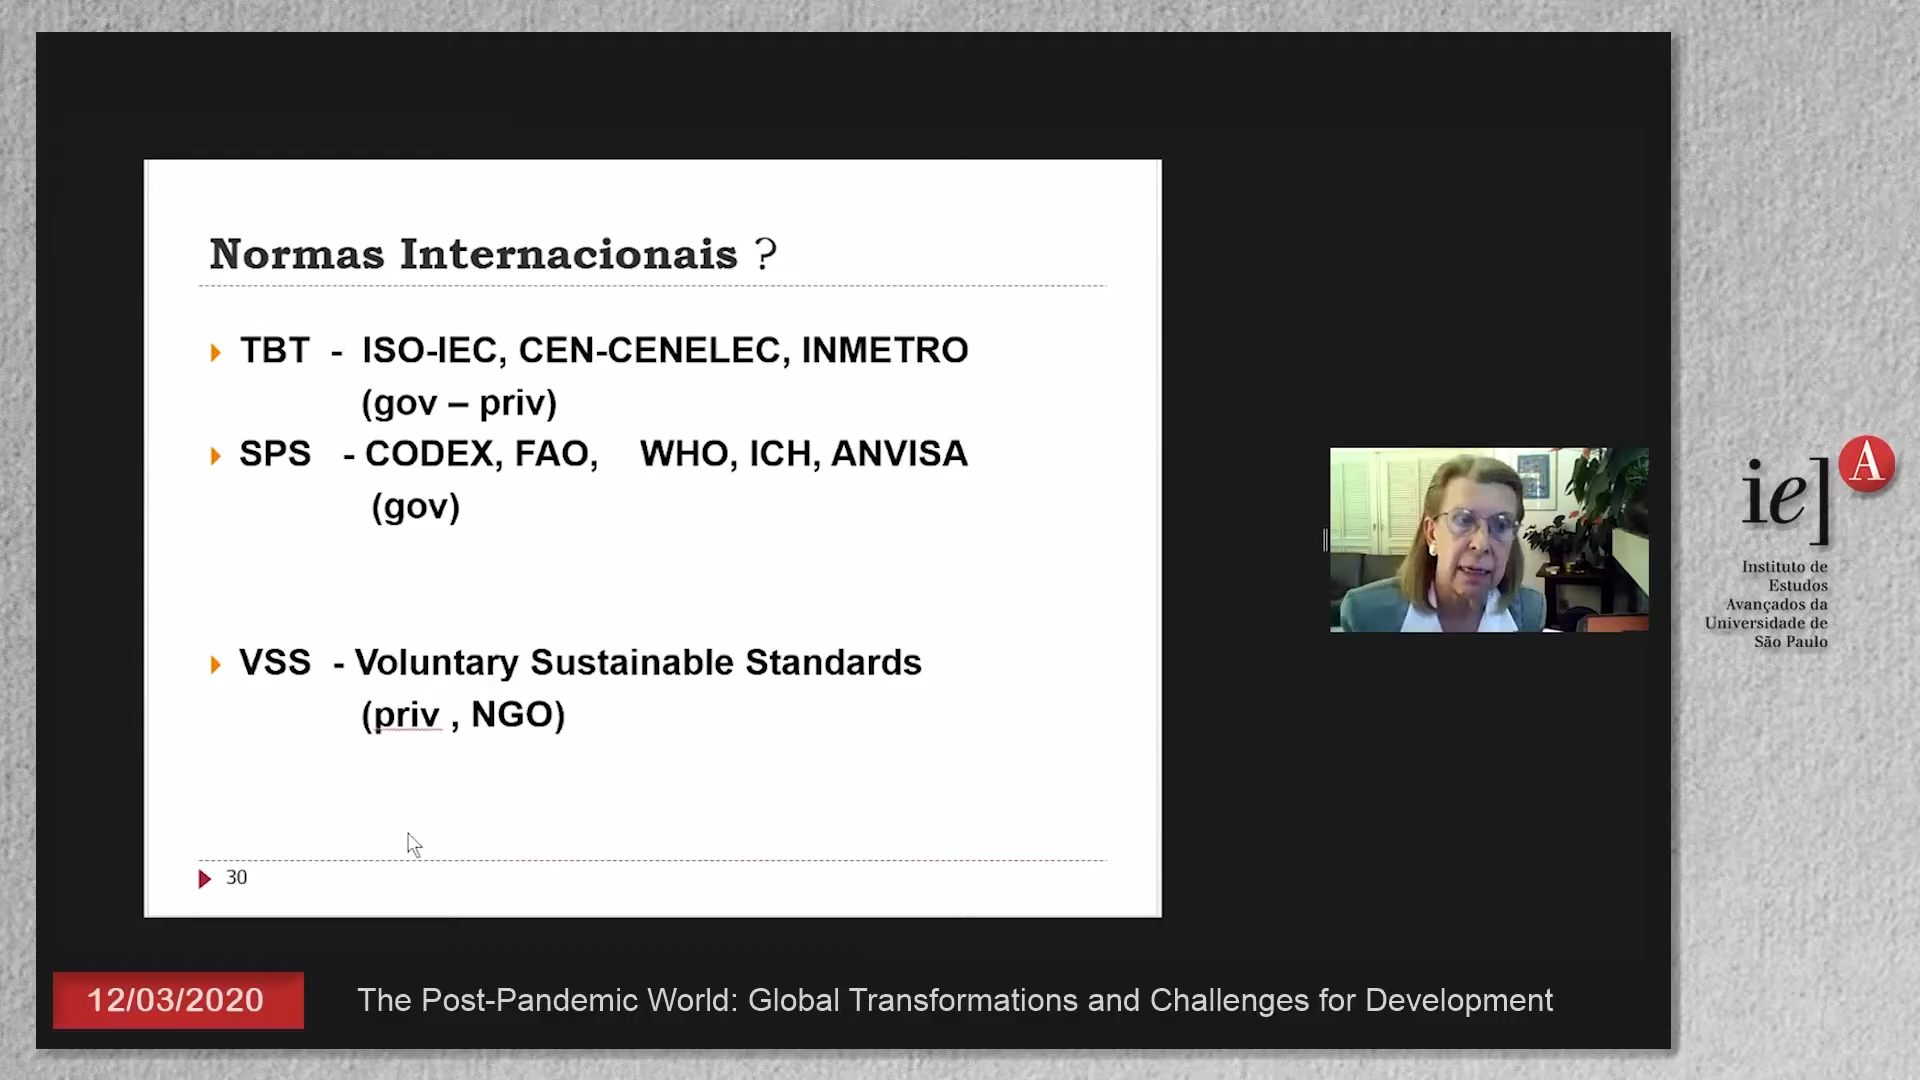 Normas Internacionais ?
TBT - ISO-IEC, CEN-CENELEC, INMETRO
(gov – priv)
SPS - CODEX, FAO, WHO, ICH, ANVISA
(gov)
VSS - Voluntary Sustainable Standards
(priv , NGO)
30
12/03/2020
The Post-Pandemic World: Global Transformations and Challenges for Development
ie] A
Instituto de
Estudos
Avançados da
Universidade de
São Paulo